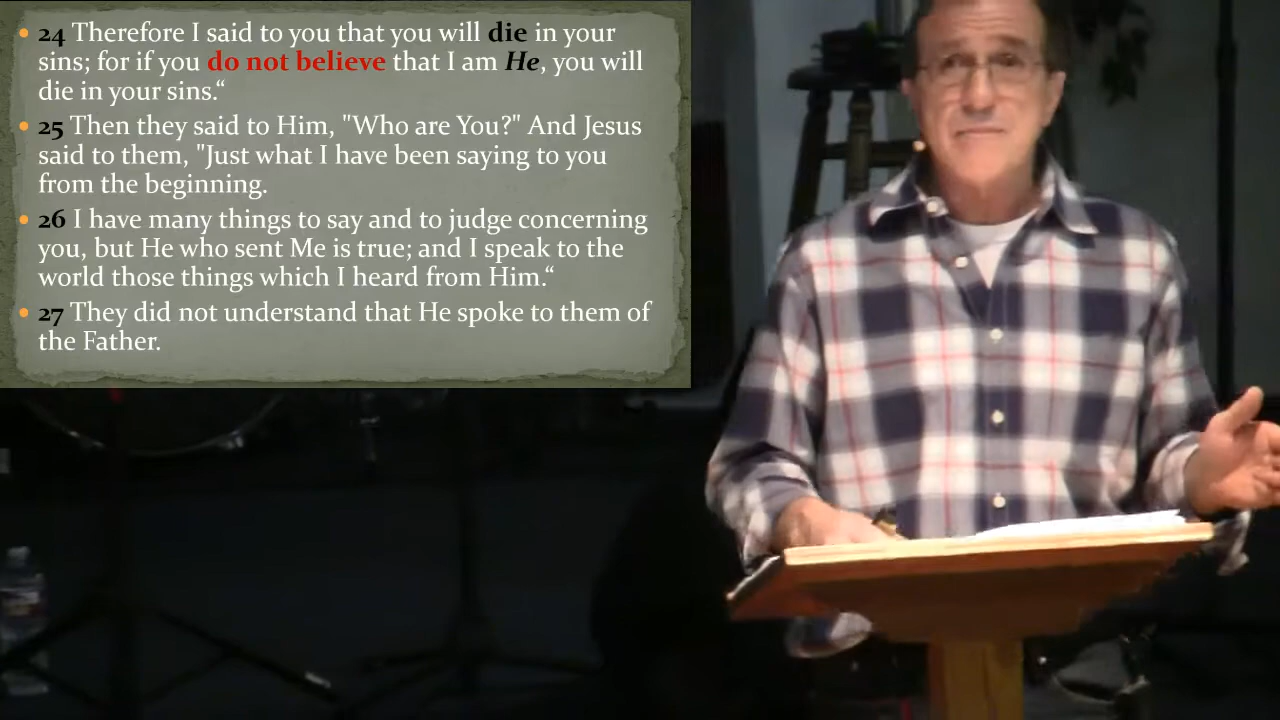 24 Therefore I said to you that you will die in your
sins; for if you do not believe that I am He, you will
die in your sins.“
25 Then they said to Him, "Who are You?" And Jesus
said to them, "Just what I have been saying to you
from the beginning.
26 I have many things to say and to judge concerning
you, but He who sent Me is true; and I speak to the
world those things which I heard from Him.“
27 They did not understand that He spoke to them of
the Father.